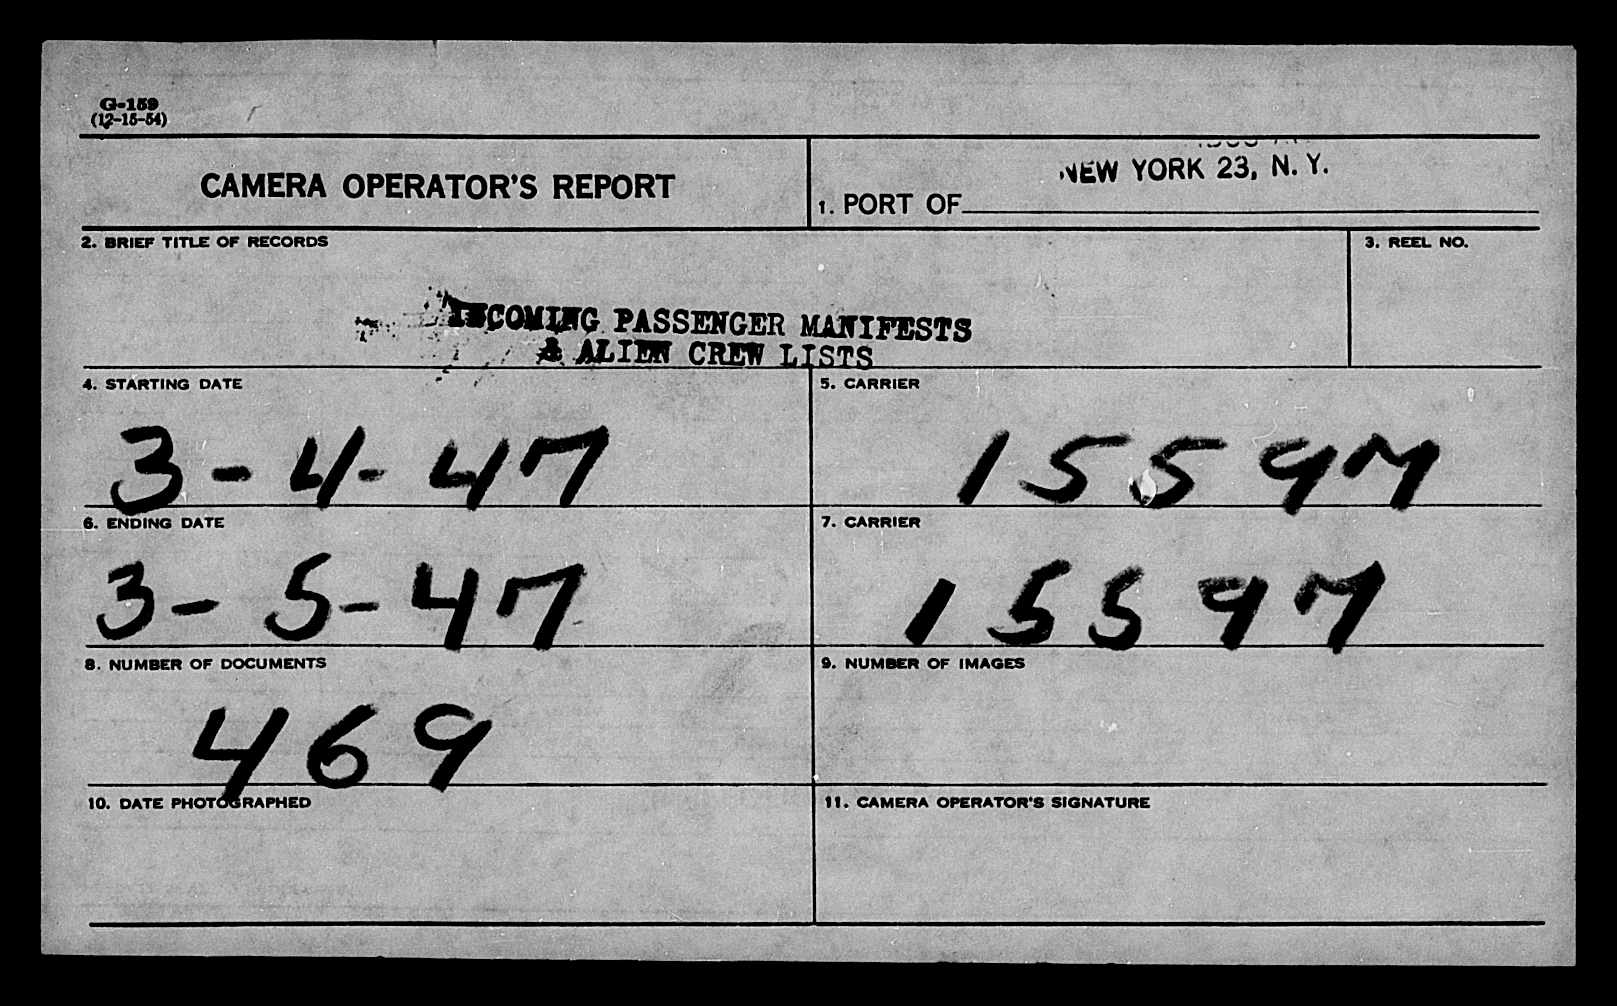 G-159
(12-15-54)
CAMERA OPERATOR'S REPORT
NEW YORK 23, N. Y.
1. PORT OF
2. BRIEF TITLE OF RECORDS
3. REEL NO.
INCOMING PASSENGER MANIFESTS
& ALIEN CREW LISTS
4. STARTING DATE
5. CARRIER
3-4-47
15597
6. ENDING DATE
7. CARRIER
3-5-47
15597
8. NUMBER OF DOCUMENTS
9. NUMBER OF IMAGES
469
10. DATE PHOTOGRAPHED
11. CAMERA OPERATOR'S SIGNATURE